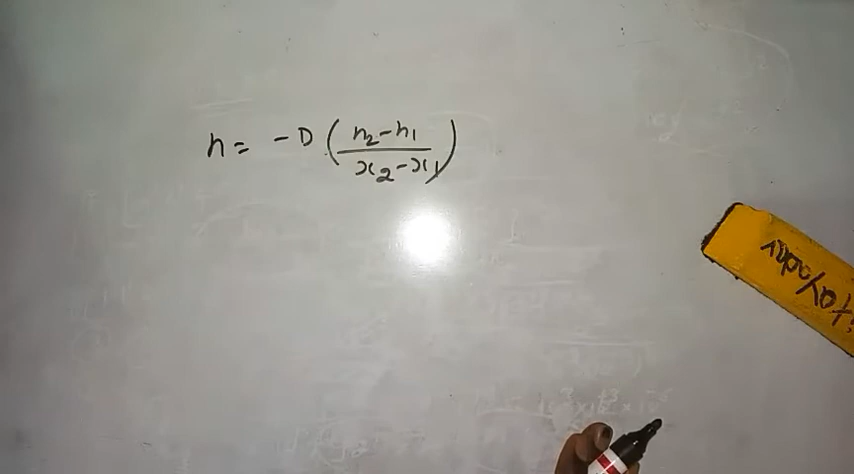 n = -D ( n₂-n₁ / x₂-x₁ )